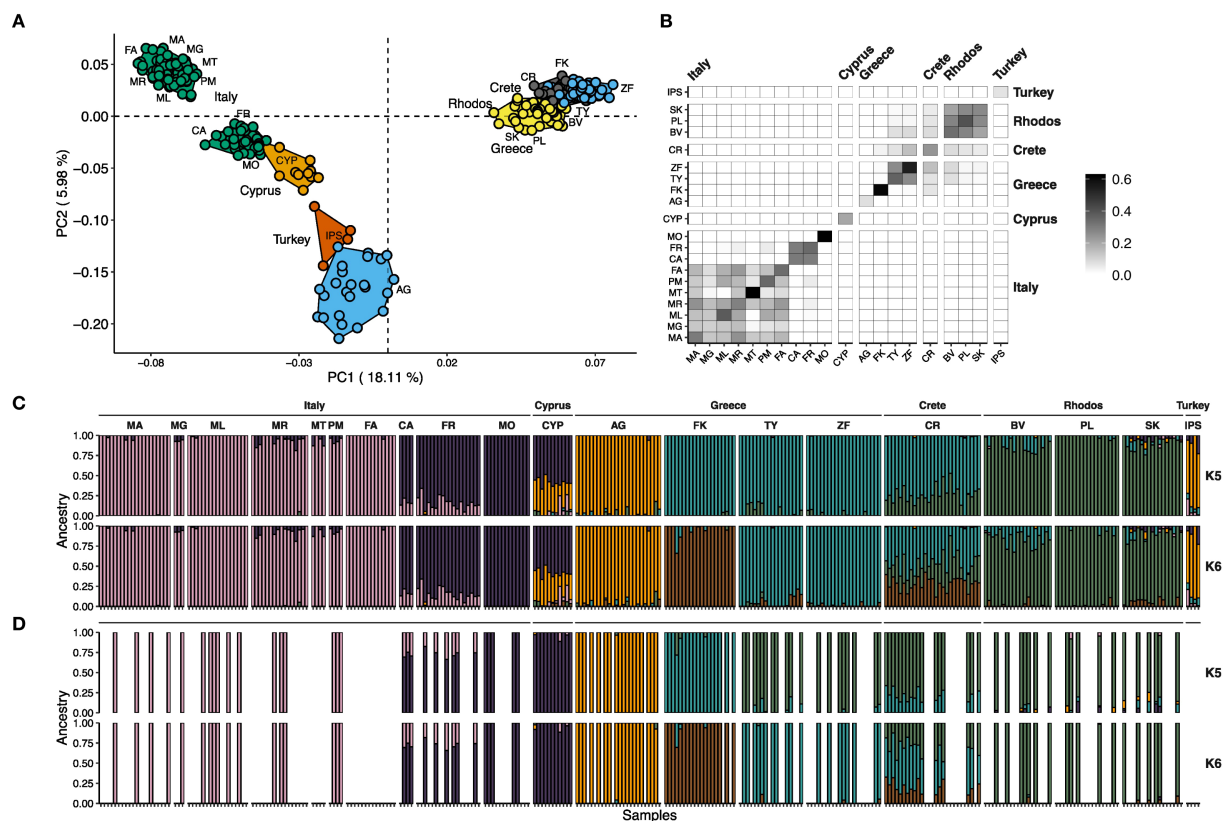 A
FA
MA
MG
MT
PM
MR
ML
Italy
FR
CA
MO
CYP
Cyprus
Turkey
IPS
AG
FK
CR
Crete
ZF
Rhodos
TY
BV
SK
PL
Greece
0.05
0.00
−0.05
−0.10
−0.15
−0.20
PC2 ( 5.98 %)
−0.08
−0.03
0.02
0.07
PC1 ( 18.11 %)
B
Italy Cyprus Greece Crete Rhodos Turkey
IPS Turkey
SK
PL Rhodos
BV
CR Crete
ZF
TY Greece
FK
AG
CYP Cyprus
MO
FR
CA
FA
PM Italy
MT
MR
ML
MG
MA
MA MG ML MR MT PM FA CA FR MO CYP AG FK TY ZF CR BV PL SK IPS
0.6
0.4
0.2
0.0
C
Italy Cyprus Greece Crete Rhodos Turkey
MA MG ML MR MT PM FA CA FR MO CYP AG FK TY ZF CR BV PL SK IPS
1.00
0.75
0.50
0.25
0.00
K5
Ancestry
1.00
0.75
0.50
0.25
0.00
K6
D
1.00
0.75
0.50
0.25
0.00
K5
Ancestry
1.00
0.75
0.50
0.25
0.00
K6
Samples